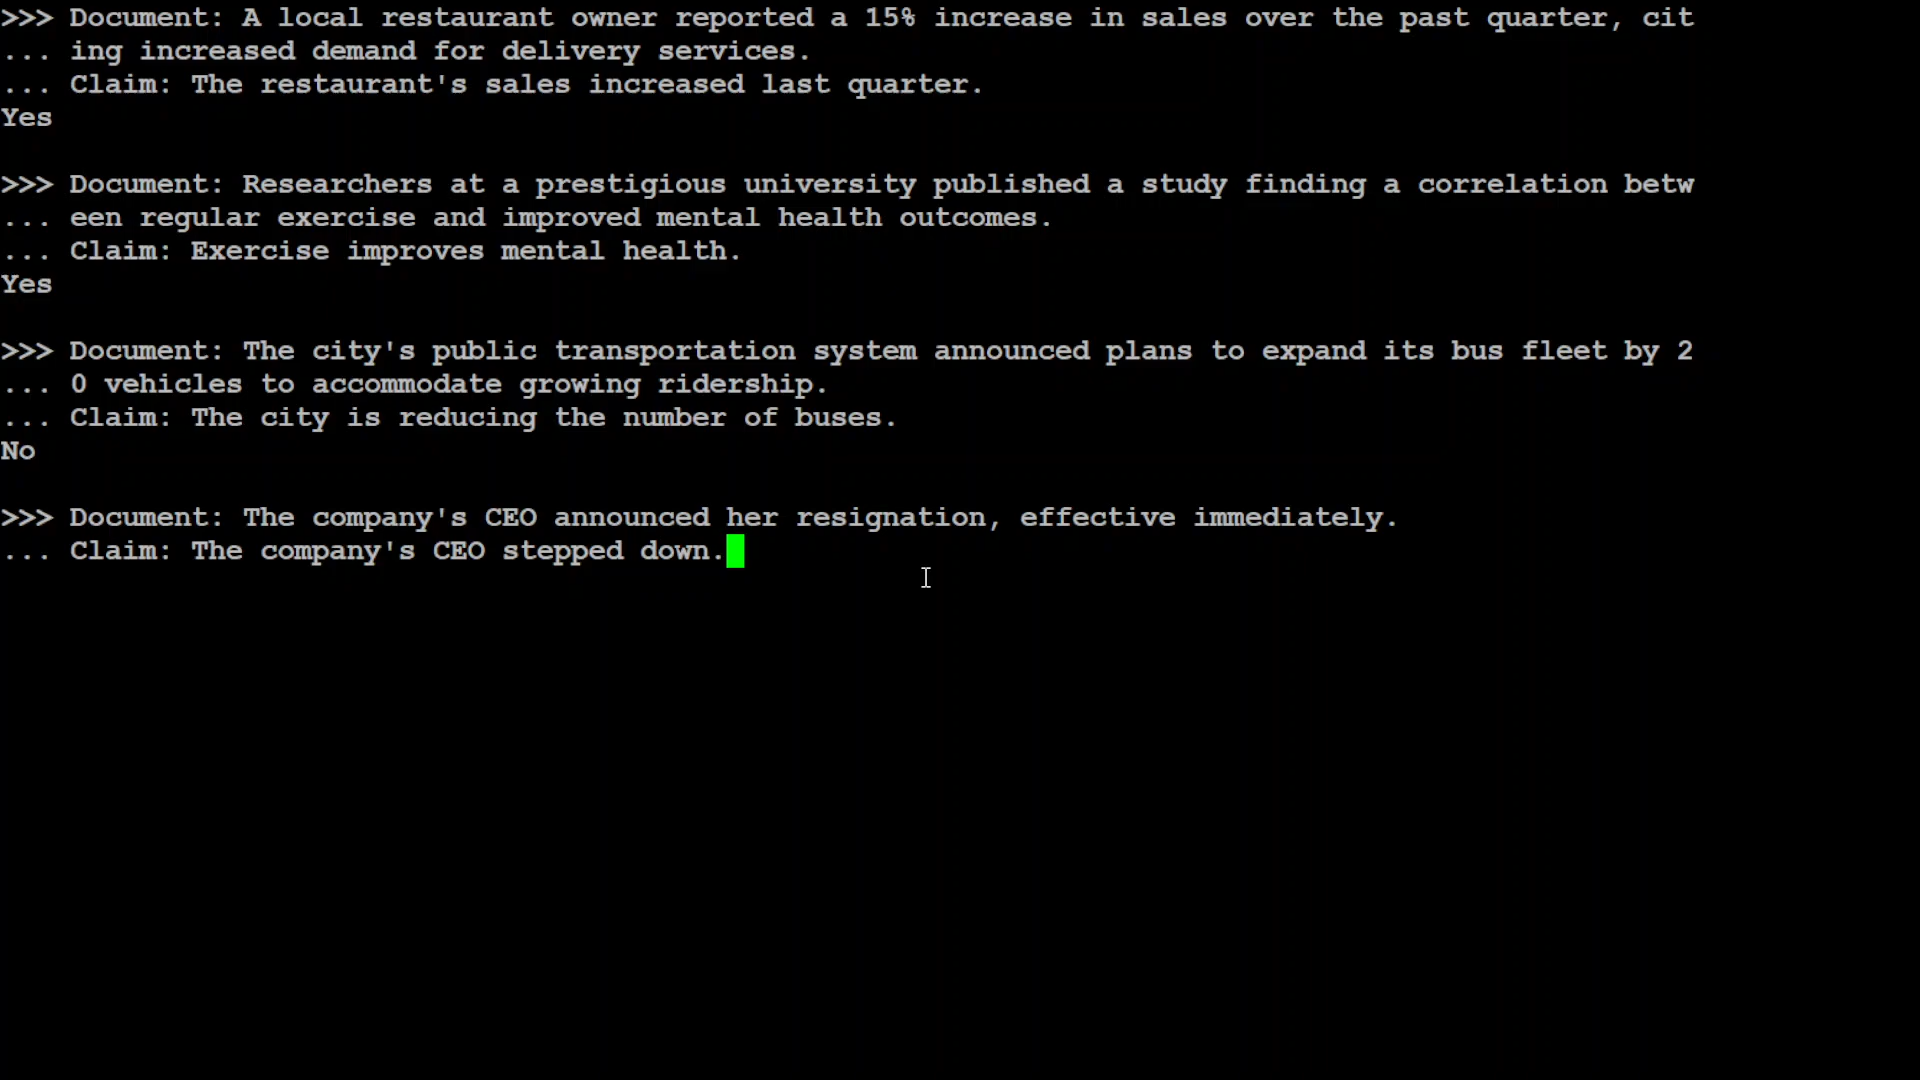 >>> Document: A local restaurant owner reported a 15% increase in sales over the past quarter, cit
... ing increased demand for delivery services.
... Claim: The restaurant's sales increased last quarter.
Yes
>>> Document: Researchers at a prestigious university published a study finding a correlation betw
... een regular exercise and improved mental health outcomes.
... Claim: Exercise improves mental health.
Yes
>>> Document: The city's public transportation system announced plans to expand its bus fleet by 2
... 0 vehicles to accommodate growing ridership.
... Claim: The city is reducing the number of buses.
No
>>> Document: The company's CEO announced her resignation, effective immediately.
... Claim: The company's CEO stepped down.